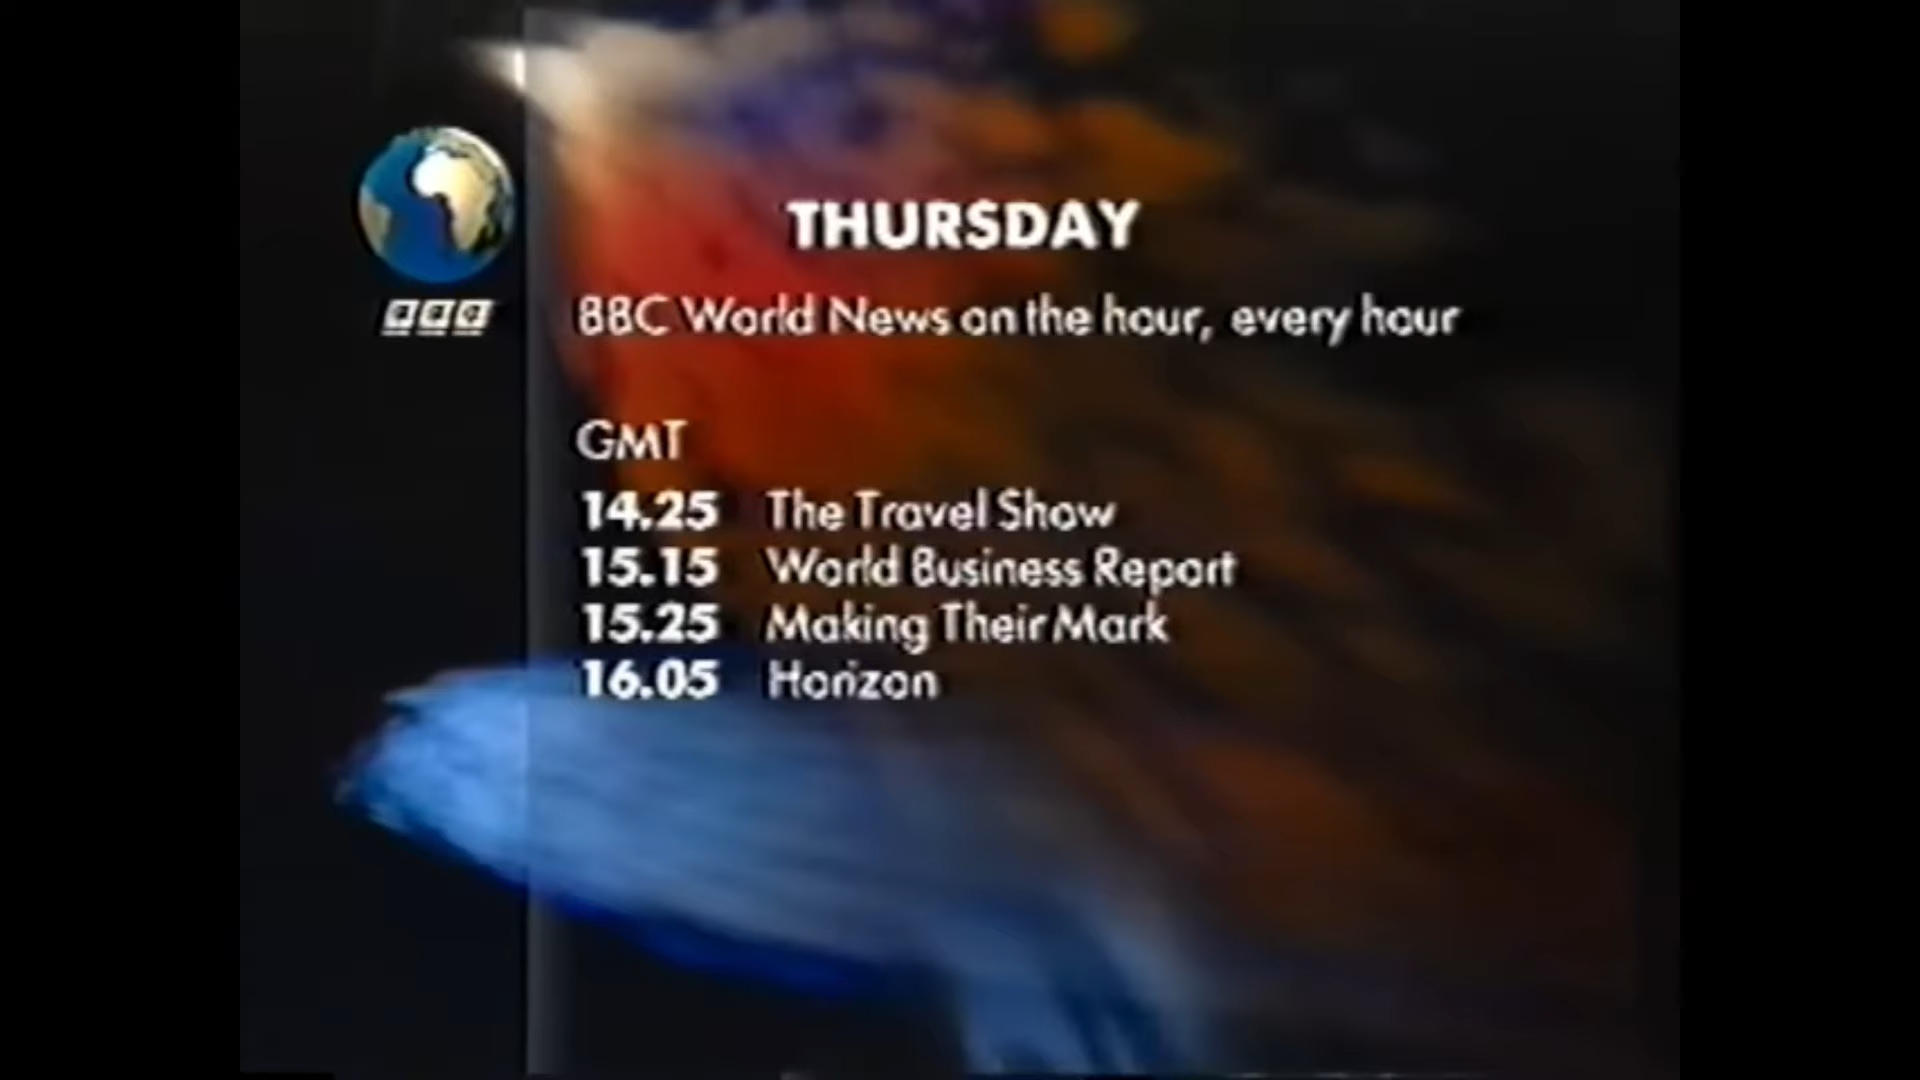 THURSDAY
BBC
BBC World News on the hour, every hour
GMT
14.25 The Travel Show
15.15 World Business Report
15.25 Making Their Mark
16.05 Horizon